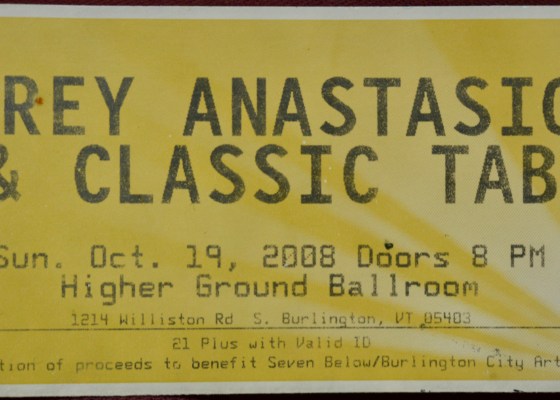 REY ANASTASIO
& CLASSIC TAB
Sun. Oct. 19, 2008 Doors 8 PM
Higher Ground Ballroom
1214 Williston Rd S. Burlington, VT 05403
21 Plus with Valid ID
tion of proceeds to benefit Seven Below/Burlington City Art